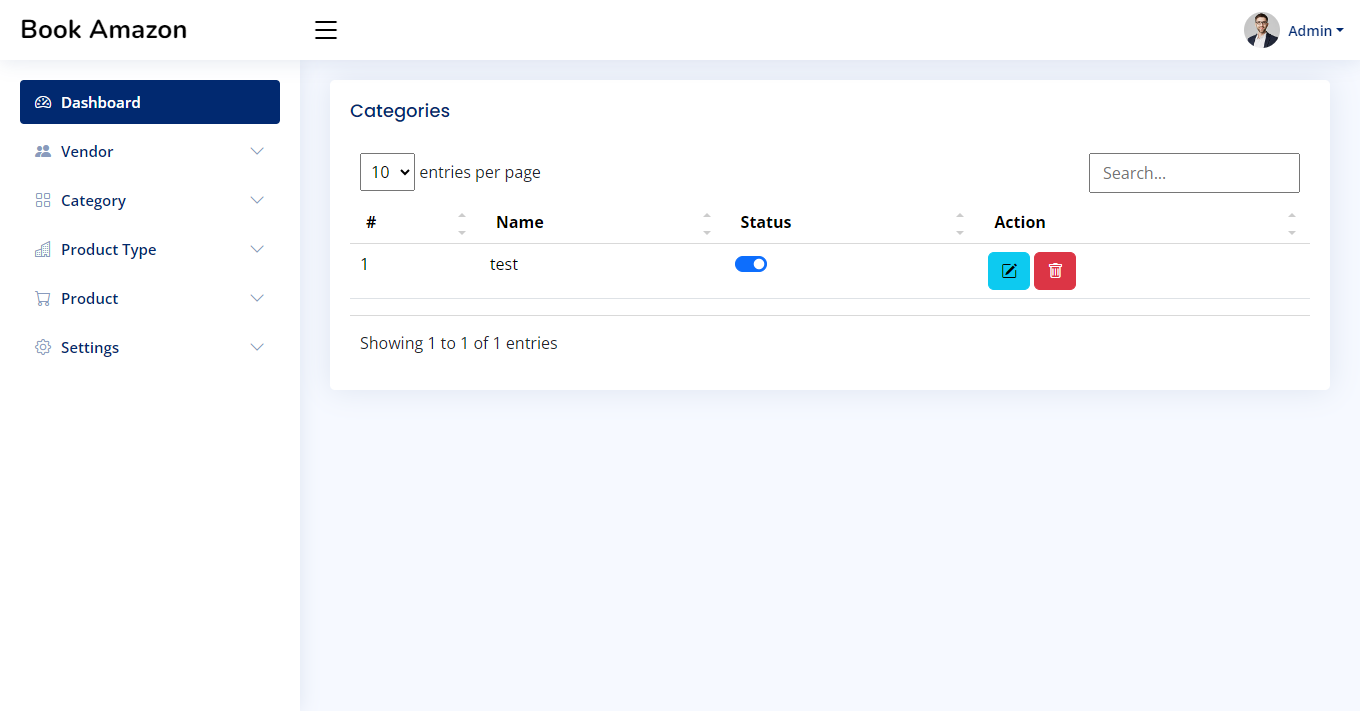 Book Amazon
Admin
Dashboard
Vendor
Category
Product Type
Product
Settings
Categories
10 entries per page
Search...
# Name Status Action
1 test
Showing 1 to 1 of 1 entries